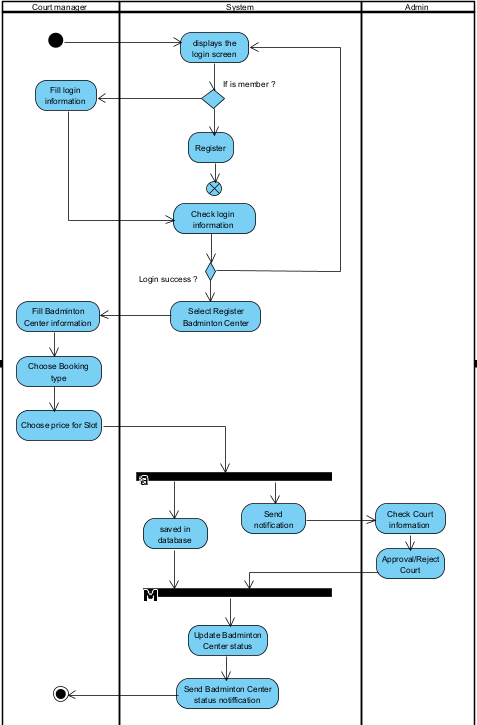 Court manager
System
Admin
displays the
login screen
If is member ?
Fill login
information
Register
Check login
information
Login success ?
Fill Badminton
Center information
Select Register
Badminton Center
Choose Booking
type
Choose price for Slot
Send
notification
Check Court
information
saved in
database
Approval/Reject
Court
M
Update Badminton
Center status
Send Badminton Center
status notiffication